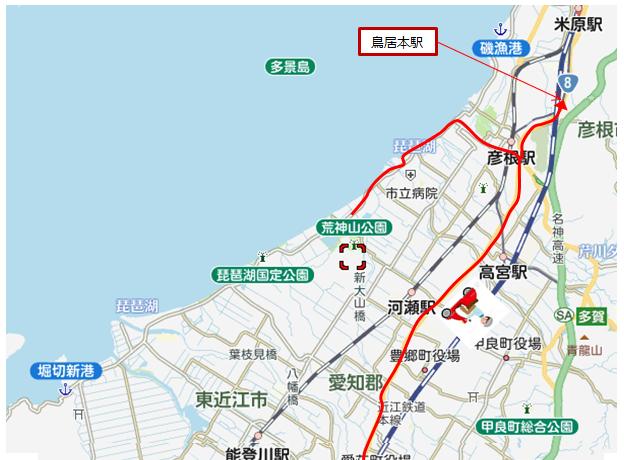 米原駅
鳥居本駅
磯漁港
8
多景島
彦根市
琵琶湖
彦根駅
市立病院
荒神山公園
名神高速
芹川ダ
琵琶湖国定公園
新大山橋
高宮駅
河瀬駅
琵琶湖
SA 多賀
青龍山
葉枝見橋
豊郷町役場
甲良町役場
堀切新港
八幡橋
愛知郡
東近江市
近江鉄道
本線
甲良町総合公園
能登川駅